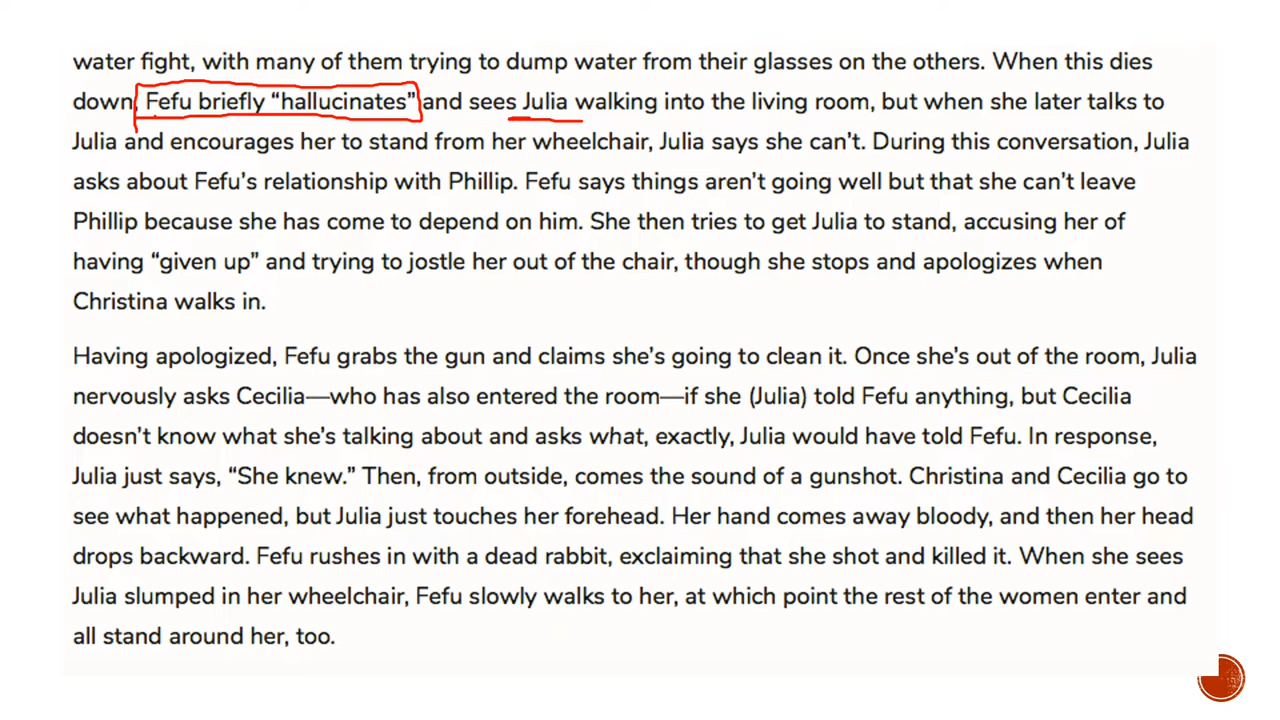 water fight, with many of them trying to dump water from their glasses on the others. When this dies
down, Fefu briefly “hallucinates” and sees Julia walking into the living room, but when she later talks to
Julia and encourages her to stand from her wheelchair, Julia says she can’t. During this conversation, Julia
asks about Fefu’s relationship with Phillip. Fefu says things aren’t going well but that she can’t leave
Phillip because she has come to depend on him. She then tries to get Julia to stand, accusing her of
having “given up” and trying to jostle her out of the chair, though she stops and apologizes when
Christina walks in.
Having apologized, Fefu grabs the gun and claims she’s going to clean it. Once she’s out of the room, Julia
nervously asks Cecilia—who has also entered the room—if she (Julia) told Fefu anything, but Cecilia
doesn’t know what she’s talking about and asks what, exactly, Julia would have told Fefu. In response,
Julia just says, “She knew.” Then, from outside, comes the sound of a gunshot. Christina and Cecilia go to
see what happened, but Julia just touches her forehead. Her hand comes away bloody, and then her head
drops backward. Fefu rushes in with a dead rabbit, exclaiming that she shot and killed it. When she sees
Julia slumped in her wheelchair, Fefu slowly walks to her, at which point the rest of the women enter and
all stand around her, too.